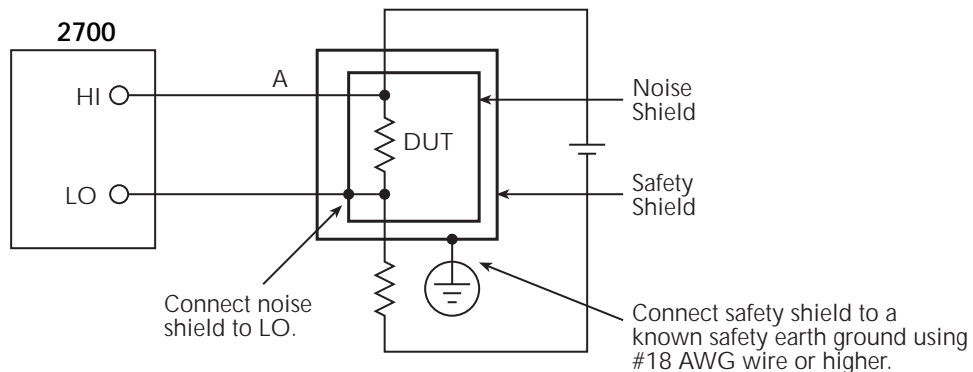 2700
A
HI
LO
DUT
Noise
Shield
Safety
Shield
Connect noise
shield to LO.
Connect safety shield to a
known safety earth ground using
#18 AWG wire or higher.